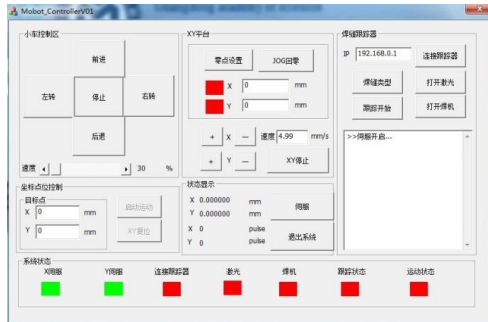 Mobot_ControllerV01
小车控制区
前进
左转
停止
右转
后退
速度
30
%
XY平台
零点设置
JOG回零
X
0
mm
Y
0
mm
+
X
—
速度
4.99
mm/s
+
Y
—
XY停止
焊缝跟踪器
IP
192.168.0.1
连接跟踪器
焊缝类型
打开激光
跟踪开始
打开焊机
>>伺服开启...
坐标点位控制
目标点
X
0
mm
启动运动
Y
0
mm
XY复位
状态显示
X
0.000000
mm
伺服
Y
0.000000
mm
X
0
pulse
退出系统
Y
0
pulse
系统状态
X伺服
Y伺服
连接跟踪器
激光
焊机
跟踪状态
运动状态